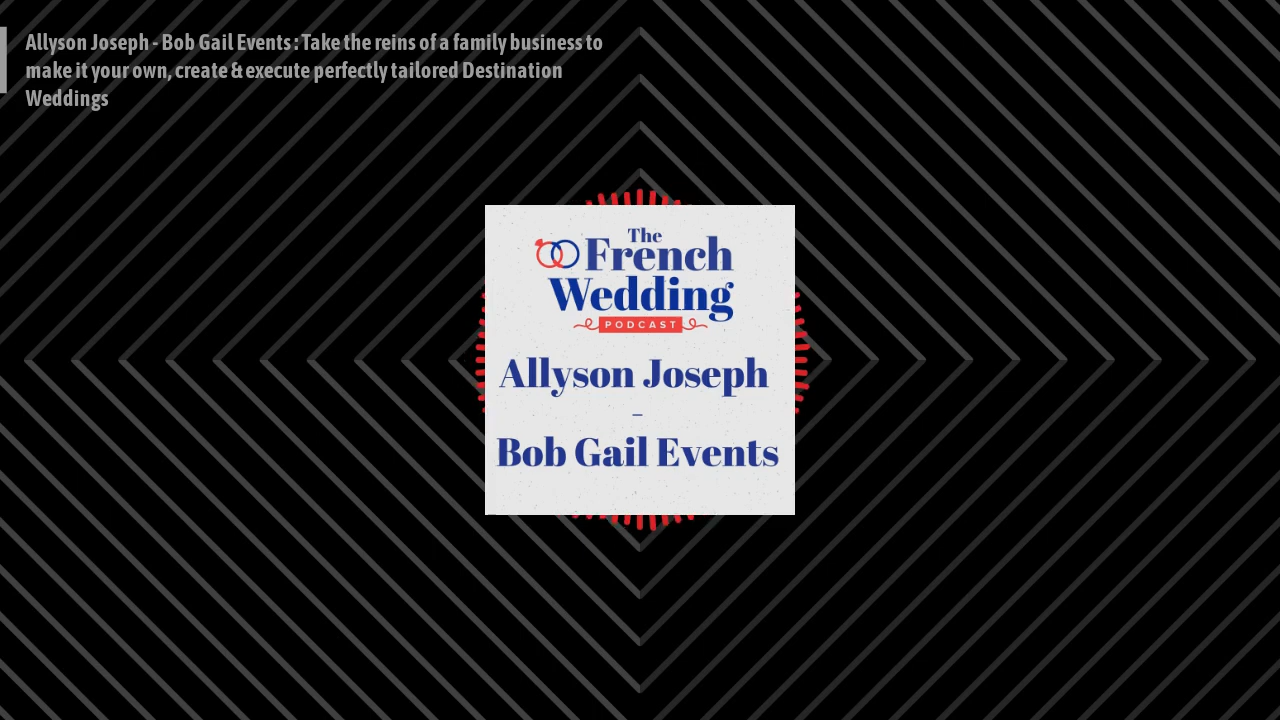 Allyson Joseph - Bob Gail Events : Take the reins of a family business to
make it your own, create & execute perfectly tailored Destination
Weddings
The
French
Wedding
PODCAST
Allyson Joseph
-
Bob Gail Events